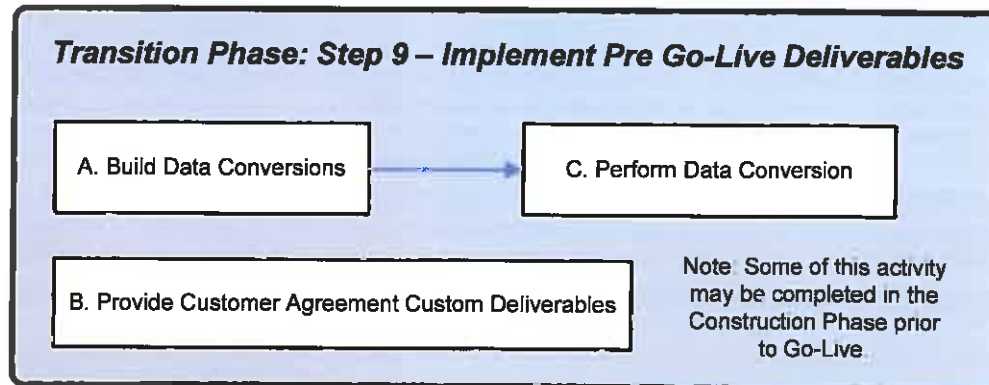 Transition Phase: Step 9 – Implement Pre Go-Live Deliverables
A. Build Data Conversions
C. Perform Data Conversion
B. Provide Customer Agreement Custom Deliverables
Note: Some of this activity
may be completed in the
Construction Phase prior
to Go-Live.